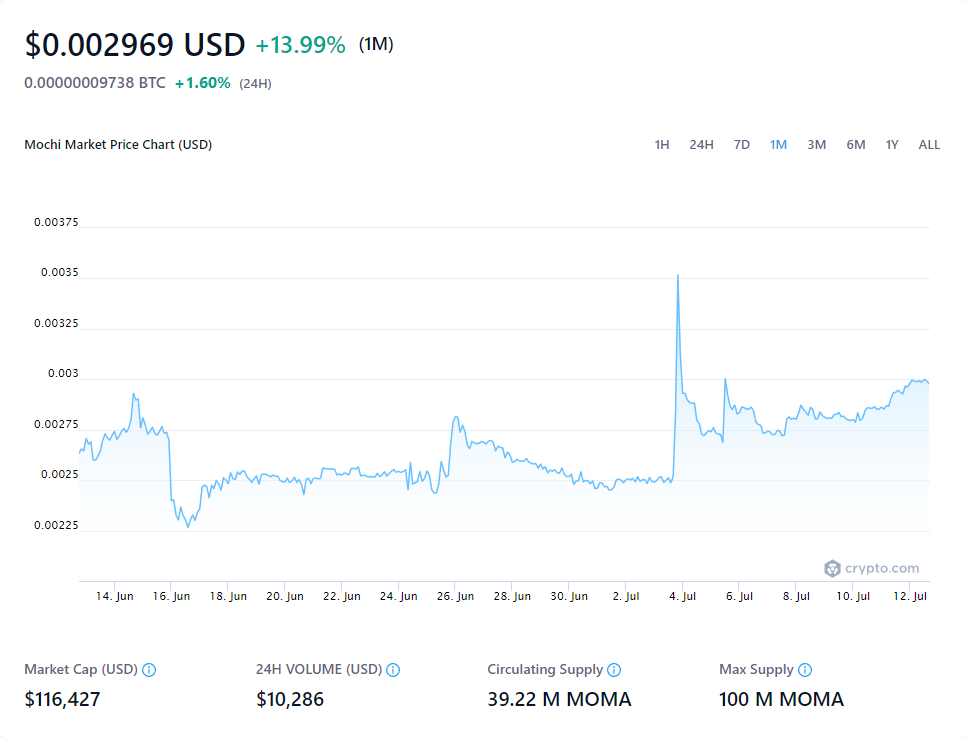 $0.002969 USD +13.99% (1M)
0.00000009738 BTC +1.60% (24H)
Mochi Market Price Chart (USD) 1H 24H 7D 1M 3M 6M 1Y ALL
0.00375
0.0035
0.00325
0.003
0.00275
0.0025
0.00225
crypto.com
14. Jun 16. Jun 18. Jun 20. Jun 22. Jun 24. Jun 26. Jun 28. Jun 30. Jun 2. Jul 4. Jul 6. Jul 8. Jul 10. Jul 12. Jul
Market Cap (USD) 24H VOLUME (USD) Circulating Supply Max Supply
$116,427 $10,286 39.22 M MOMA 100 M MOMA